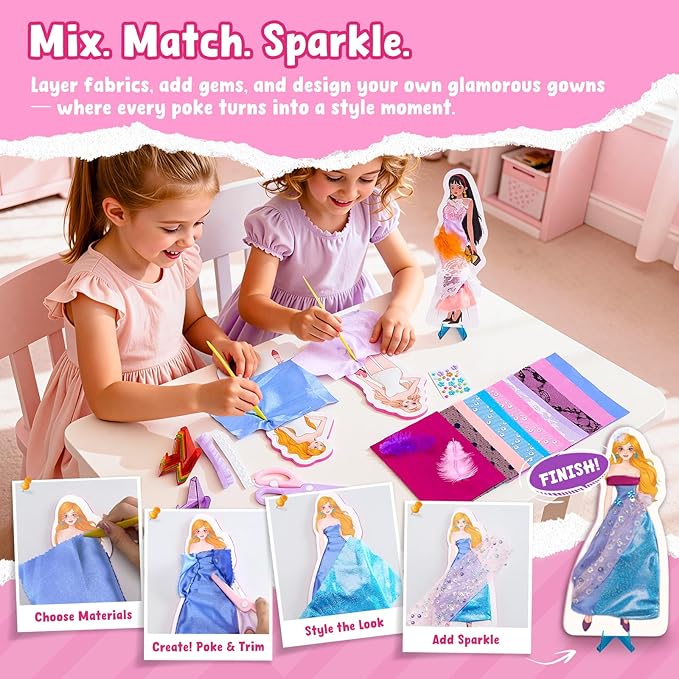 Mix. Match. Sparkle.
Layer fabrics, add gems, and design your own glamorous gowns
— where every poke turns into a style moment.
FINISH!
Choose Materials
Create! Poke & Trim
Style the Look
Add Sparkle